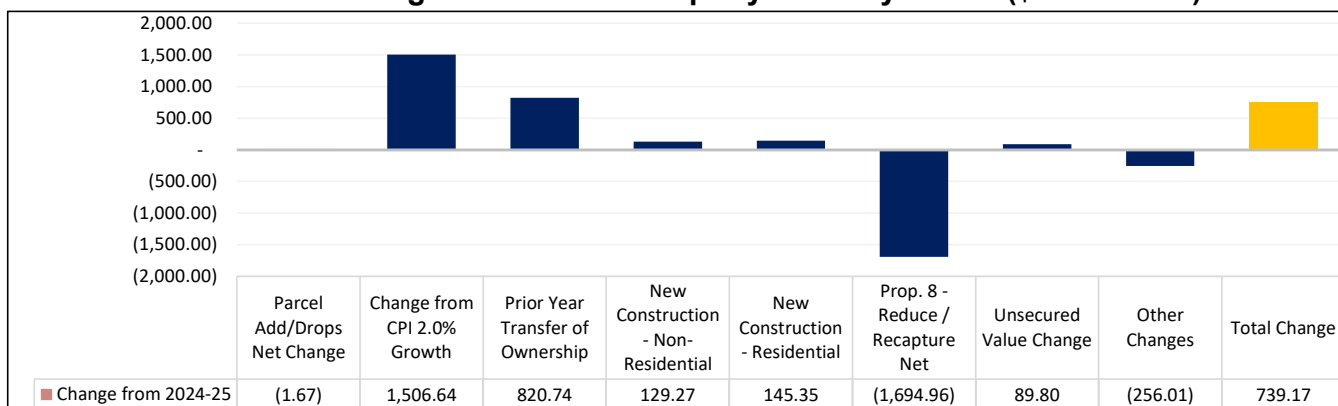 2,000.00
1,500.00
1,000.00
500.00
-
(500.00)
(1,000.00)
(1,500.00)
(2,000.00)
Parcel
Add/Drops
Net Change
Change from
CPI 2.0%
Growth
Prior Year
Transfer of
Ownership
New
Construction
- Non-
Residential
New
Construction
- Residential
Prop. 8 -
Reduce /
Recapture
Net
Unsecured
Value Change
Other
Changes
Total Change
Change from 2024-25 (1.67) 1,506.64 820.74 129.27 145.35 (1,694.96) 89.80 (256.01) 739.17